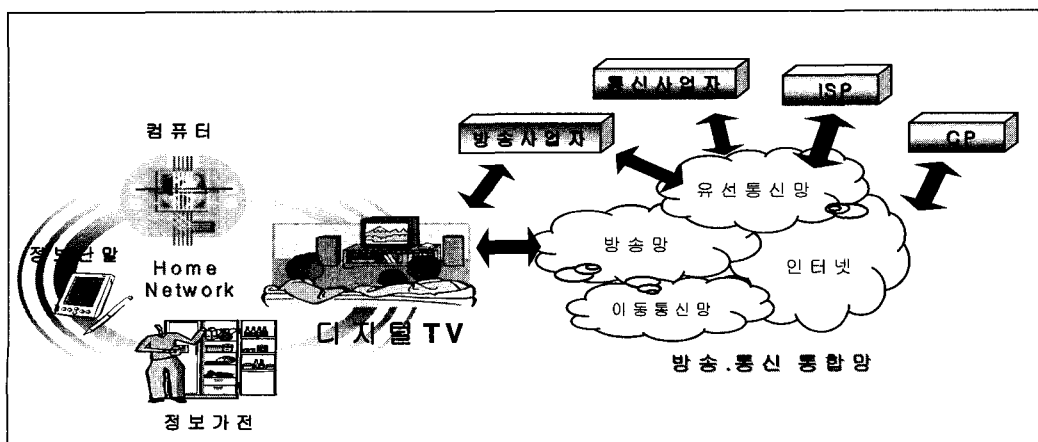 통신사업자
ISP
방송사업자
CP
컴퓨터
유선통신망
정보단말
방송망
Home
Network
인터넷
이동통신망
디지털TV
방송.통신 통합망
정보가전